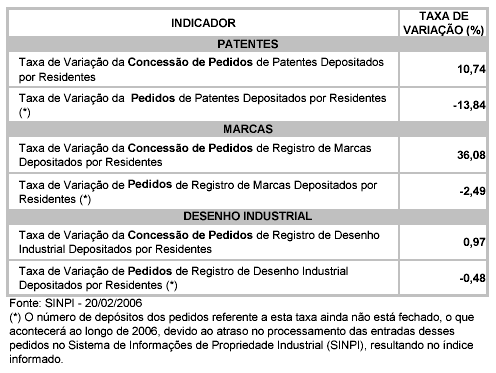 INDICADOR
TAXA DE
VARIAÇÃO (%)
PATENTES
Taxa de Variação da Concessão de Pedidos de Patentes Depositados
por Residentes
10,74
Taxa de Variação da Pedidos de Patentes Depositados por Residentes
(*)
-13,84
MARCAS
Taxa de Variação da Concessão de Pedidos de Registro de Marcas
Depositados por Residentes
36,08
Taxa de Variação de Pedidos de Registro de Marcas Depositados por
Residentes (*)
-2,49
DESENHO INDUSTRIAL
Taxa de Variação da Concessão de Pedidos de Registro de Desenho
Industrial Depositados por Residentes
0,97
Taxa de Variação de Pedidos de Registro de Desenho Industrial
Depositados por Residentes (*)
-0,48
Fonte: SINPI - 20/02/2006
(*) O número de depósitos dos pedidos referente a esta taxa ainda não está fechado, o que
acontecerá ao longo de 2006, devido ao atraso no processamento das entradas desses
pedidos no Sistema de Informações de Propriedade Industrial (SINPI), resultando no índice
informado.